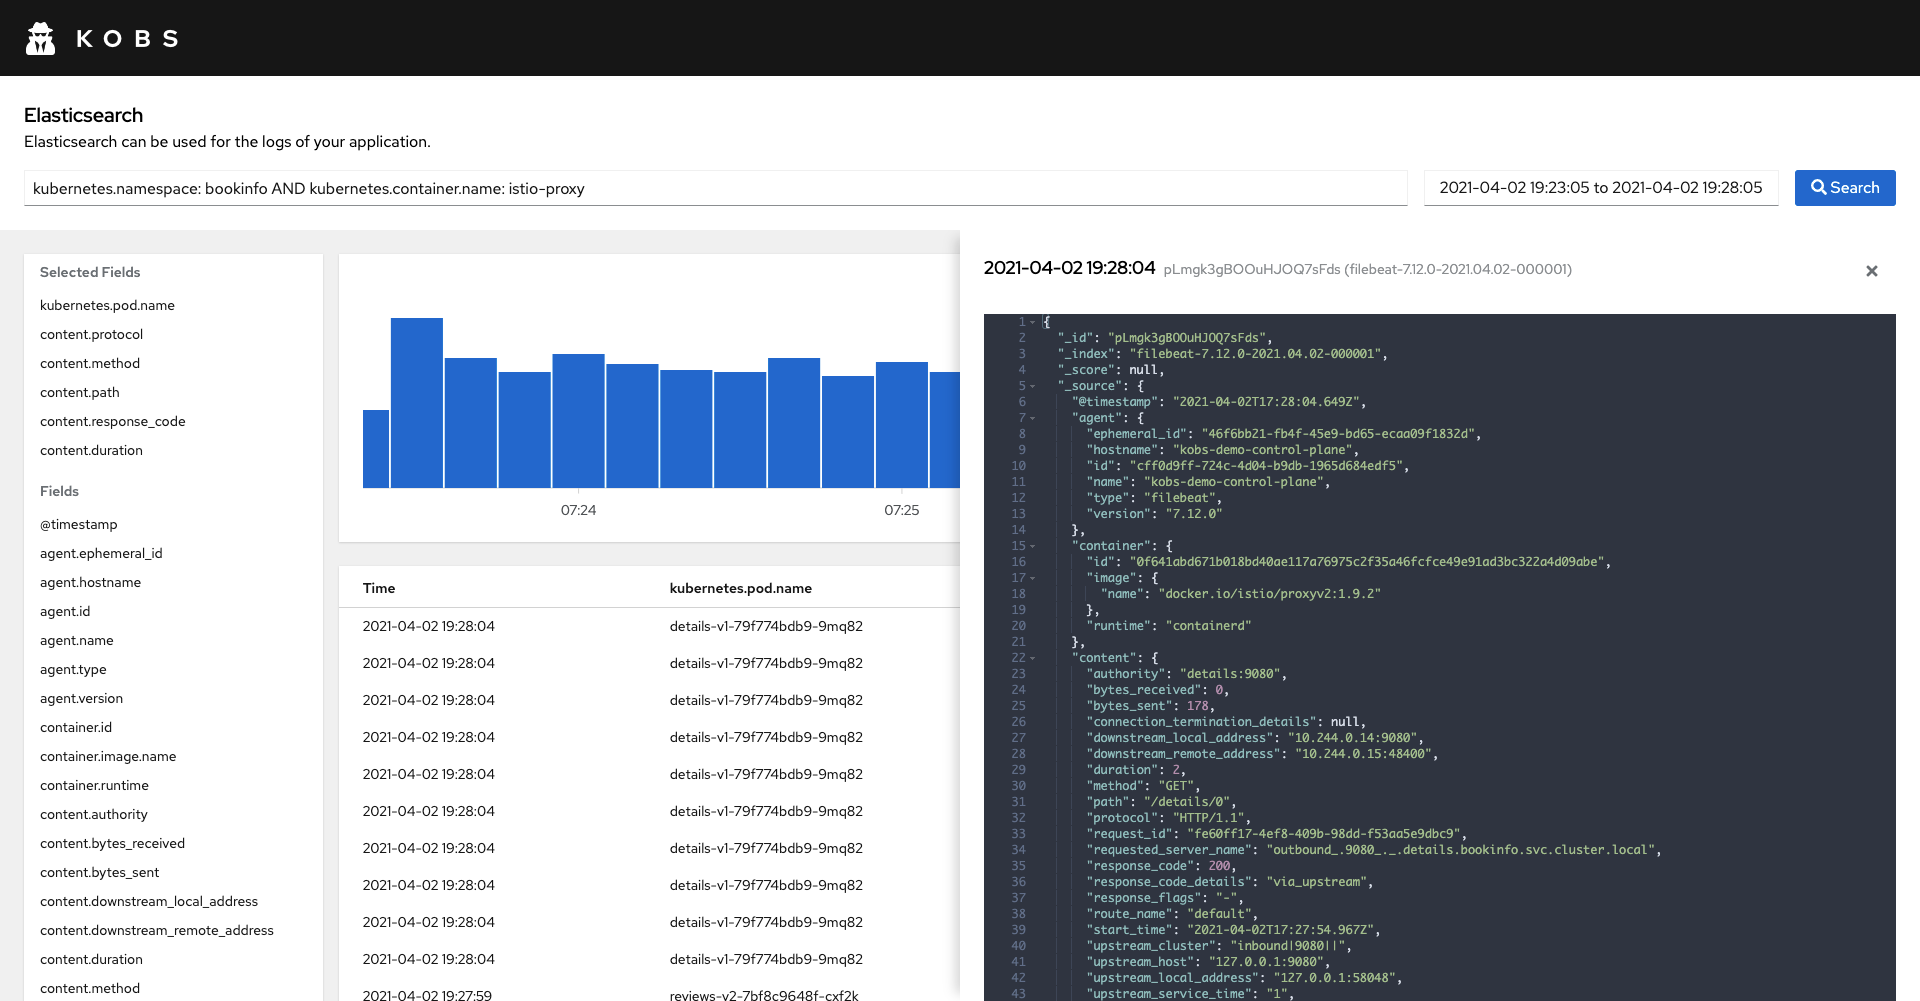 KOBS
Elasticsearch
Elasticsearch can be used for the logs of your application.
kubernetes.namespace: bookinfo AND kubernetes.container.name: istio-proxy
2021-04-02 19:23:05 to 2021-04-02 19:28:05
Search
Selected Fields
kubernetes.pod.name
content.protocol
content.method
content.path
content.response_code
content.duration
Fields
@timestamp
agent.ephemeral_id
agent.hostname
agent.id
agent.name
agent.type
agent.version
container.id
container.image.name
container.runtime
content.authority
content.bytes_received
content.bytes_sent
content.downstream_local_address
content.downstream_remote_address
content.duration
content.method
07:24 07:25
Time kubernetes.pod.name
2021-04-02 19:28:04 details-v1-79f774bdb9-9mq82
2021-04-02 19:28:04 details-v1-79f774bdb9-9mq82
2021-04-02 19:28:04 details-v1-79f774bdb9-9mq82
2021-04-02 19:28:04 details-v1-79f774bdb9-9mq82
2021-04-02 19:28:04 details-v1-79f774bdb9-9mq82
2021-04-02 19:28:04 details-v1-79f774bdb9-9mq82
2021-04-02 19:28:04 details-v1-79f774bdb9-9mq82
2021-04-02 19:28:04 details-v1-79f774bdb9-9mq82
2021-04-02 19:28:04 details-v1-79f774bdb9-9mq82
2021-04-02 19:28:04 details-v1-79f774bdb9-9mq82
2021-04-02 19:27:59 reviews-v2-7bf8c9648f-cxf2k
2021-04-02 19:28:04 pLmgk3gBOOuHJOQ7sFds (filebeat-7.12.0-2021.04.02-000001)
1 {
2 "_id": "pLmgk3gBOOuHJOQ7sFds",
3 "_index": "filebeat-7.12.0-2021.04.02-000001",
4 "_score": null,
5 "_source": {
6 "@timestamp": "2021-04-02T17:28:04.649Z",
7 "agent": {
8 "ephemeral_id": "46f6bb21-fb4f-45e9-bd65-ecaa09f1832d",
9 "hostname": "kobs-demo-control-plane",
10 "id": "cff0d9ff-724c-4d04-b9db-1965d684edf5",
11 "name": "kobs-demo-control-plane",
12 "type": "filebeat",
13 "version": "7.12.0"
14 },
15 "container": {
16 "id": "0f641abd671b018bd40ae117a76975c2f35a46fcfce49e91ad3bc322a4d09abe",
17 "image": {
18 "name": "docker.io/istio/proxyv2:1.9.2"
19 },
20 "runtime": "containerd"
21 },
22 "content": {
23 "authority": "details:9080",
24 "bytes_received": 0,
25 "bytes_sent": 178,
26 "connection_termination_details": null,
27 "downstream_local_address": "10.244.0.14:9080",
28 "downstream_remote_address": "10.244.0.15:48400",
29 "duration": 2,
30 "method": "GET",
31 "path": "/details/0",
32 "protocol": "HTTP/1.1",
33 "request_id": "fe60ff17-4ef8-409b-98dd-f53aa5e9dbc9",
34 "requested_server_name": "outbound_.9080_._.details.bookinfo.svc.cluster.local",
35 "response_code": 200,
36 "response_code_details": "via_upstream",
37 "response_flags": "-",
38 "route_name": "default",
39 "start_time": "2021-04-02T17:27:54.967Z",
40 "upstream_cluster": "inbound|9080||",
41 "upstream_host": "127.0.0.1:9080",
42 "upstream_local_address": "127.0.0.1:58048",
43 "upstream_service_time": "1",